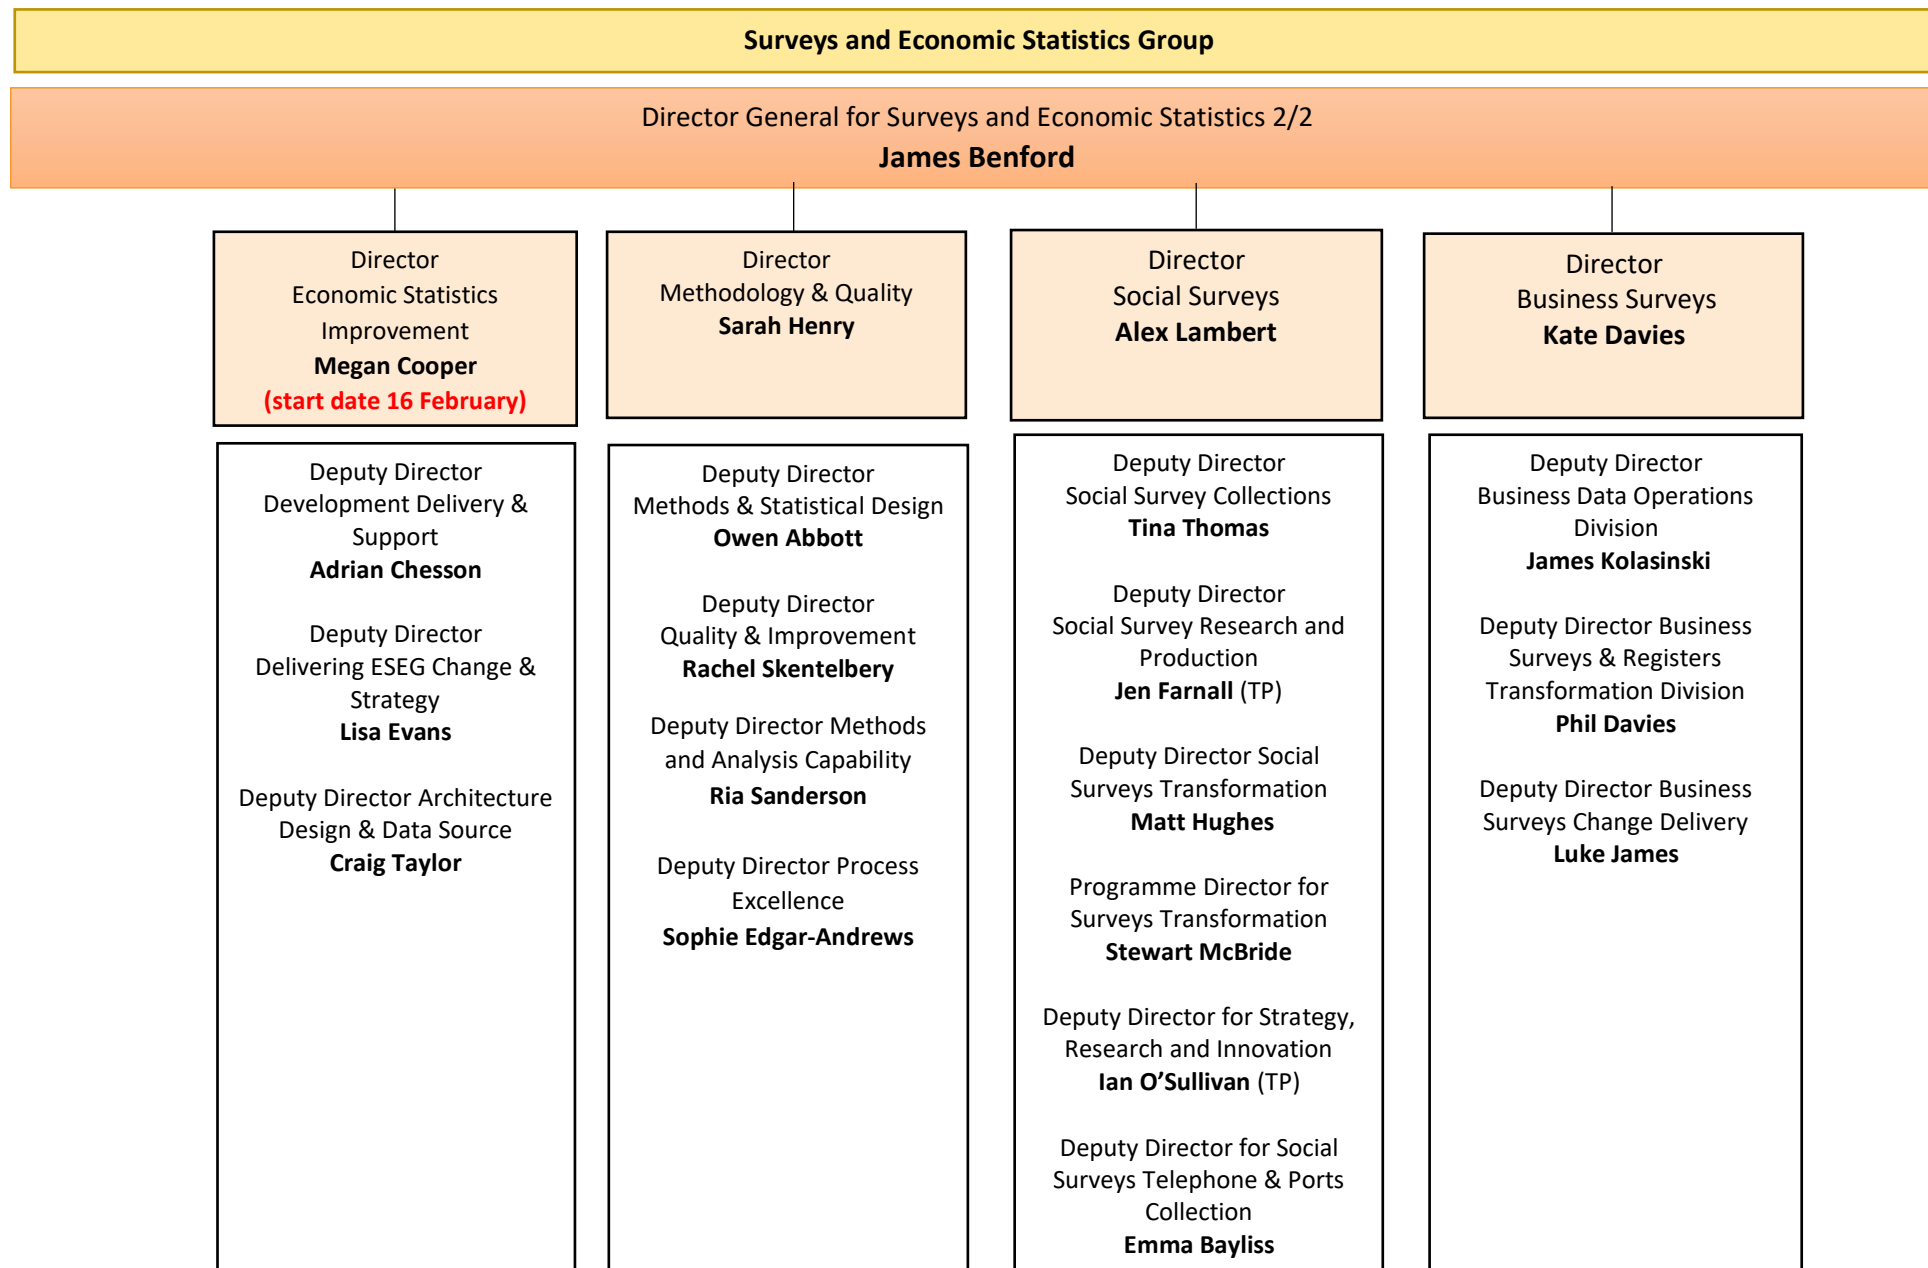 Surveys and Economic Statistics Group
Director General for Surveys and Economic Statistics 2/2
James Benford
Director
Economic Statistics
Improvement
Megan Cooper
(start date 16 February)
Deputy Director
Development Delivery &
Support
Adrian Chesson
Deputy Director
Delivering ESEG Change &
Strategy
Lisa Evans
Deputy Director Architecture
Design & Data Source
Craig Taylor
Director
Methodology & Quality
Sarah Henry
Deputy Director
Methods & Statistical Design
Owen Abbott
Deputy Director
Quality & Improvement
Rachel Skentelbery
Deputy Director Methods
and Analysis Capability
Ria Sanderson
Deputy Director Process
Excellence
Sophie Edgar-Andrews
Director
Social Surveys
Alex Lambert
Deputy Director
Social Survey Collections
Tina Thomas
Deputy Director
Social Survey Research and
Production
Jen Farnall (TP)
Deputy Director Social
Surveys Transformation
Matt Hughes
Programme Director for
Surveys Transformation
Stewart McBride
Deputy Director for Strategy,
Research and Innovation
Ian O’Sullivan (TP)
Deputy Director for Social
Surveys Telephone & Ports
Collection
Emma Bayliss
Director
Business Surveys
Kate Davies
Deputy Director
Business Data Operations
Division
James Kolasinski
Deputy Director Business
Surveys & Registers
Transformation Division
Phil Davies
Deputy Director Business
Surveys Change Delivery
Luke James